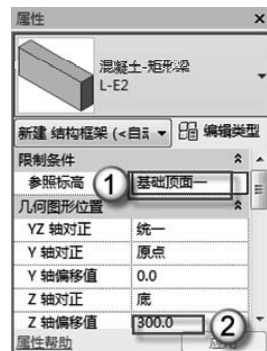 属性
混凝土-矩形梁
L-E2
新建 结构框架 (<自动 编辑类型
限制条件
参照标高 ① 基础顶面一
几何图形位置
YZ 轴对正 统一
Y 轴对正 原点
Y 轴偏移值 0.0
Z 轴对正 底
Z 轴偏移值 300.0 ②
属性帮助 应用